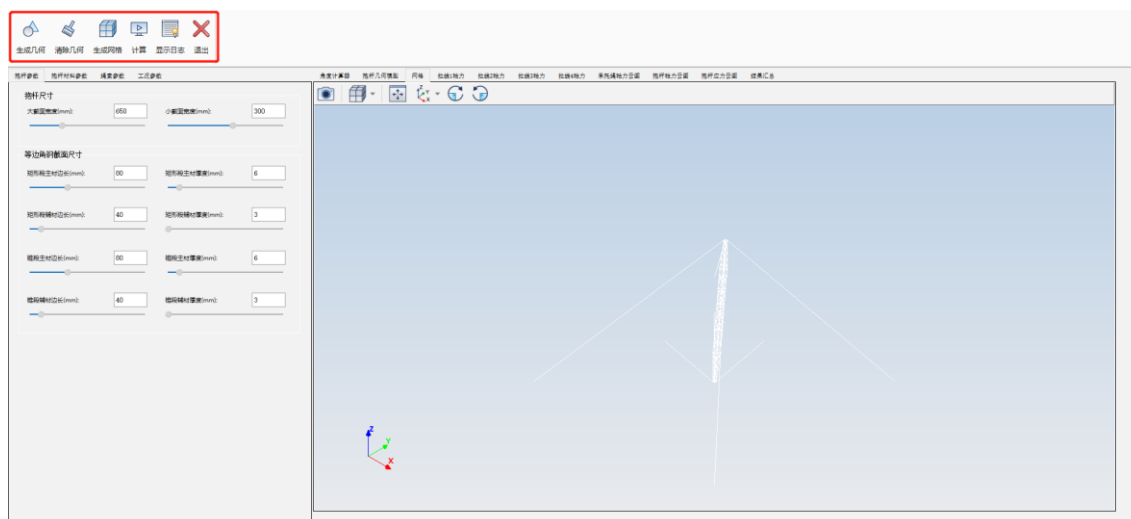 生成几何 清除几何 生成网格 计算 显示日志 退出
抱杆参数 抱杆材料参数 绳索参数 工况参数
角度计算器 抱杆几何模型 网格 拉线1轴力 拉线2轴力 拉线3轴力 拉线4轴力 承托绳轴力云图 抱杆轴力云图 抱杆应力云图 结果汇总
抱杆尺寸
大截面宽度(mm): 650 小截面宽度(mm): 300
等边角钢截面尺寸
矩形段主材边长(mm): 80 矩形段主材厚度(mm): 6
矩形段辅材边长(mm): 40 矩形段辅材厚度(mm): 3
锥段主材边长(mm): 80 锥段主材厚度(mm): 6
锥段辅材边长(mm): 40 锥段辅材厚度(mm): 3
Z
Y
X